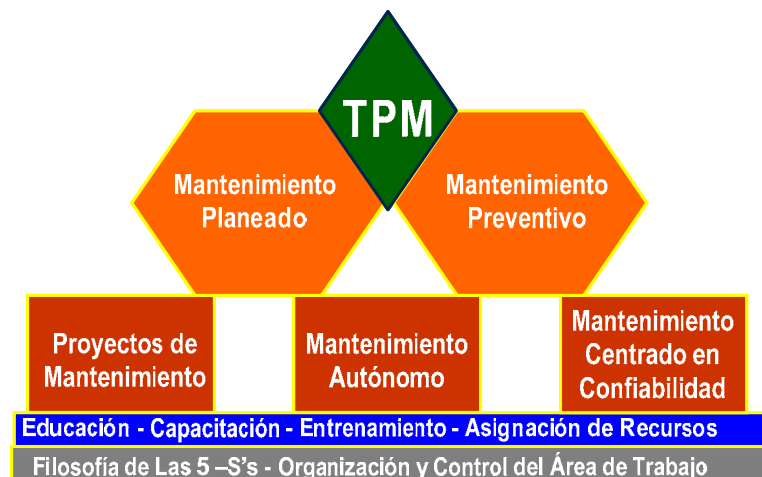 TPM
Mantenimiento
Planeado
Mantenimiento
Preventivo
Proyectos de
Mantenimiento
Mantenimiento
Autónomo
Mantenimiento
Centrado en
Confiabilidad
Educación - Capacitación - Entrenamiento - Asignación de Recursos
Filosofía de Las 5 –S's - Organización y Control del Área de Trabajo